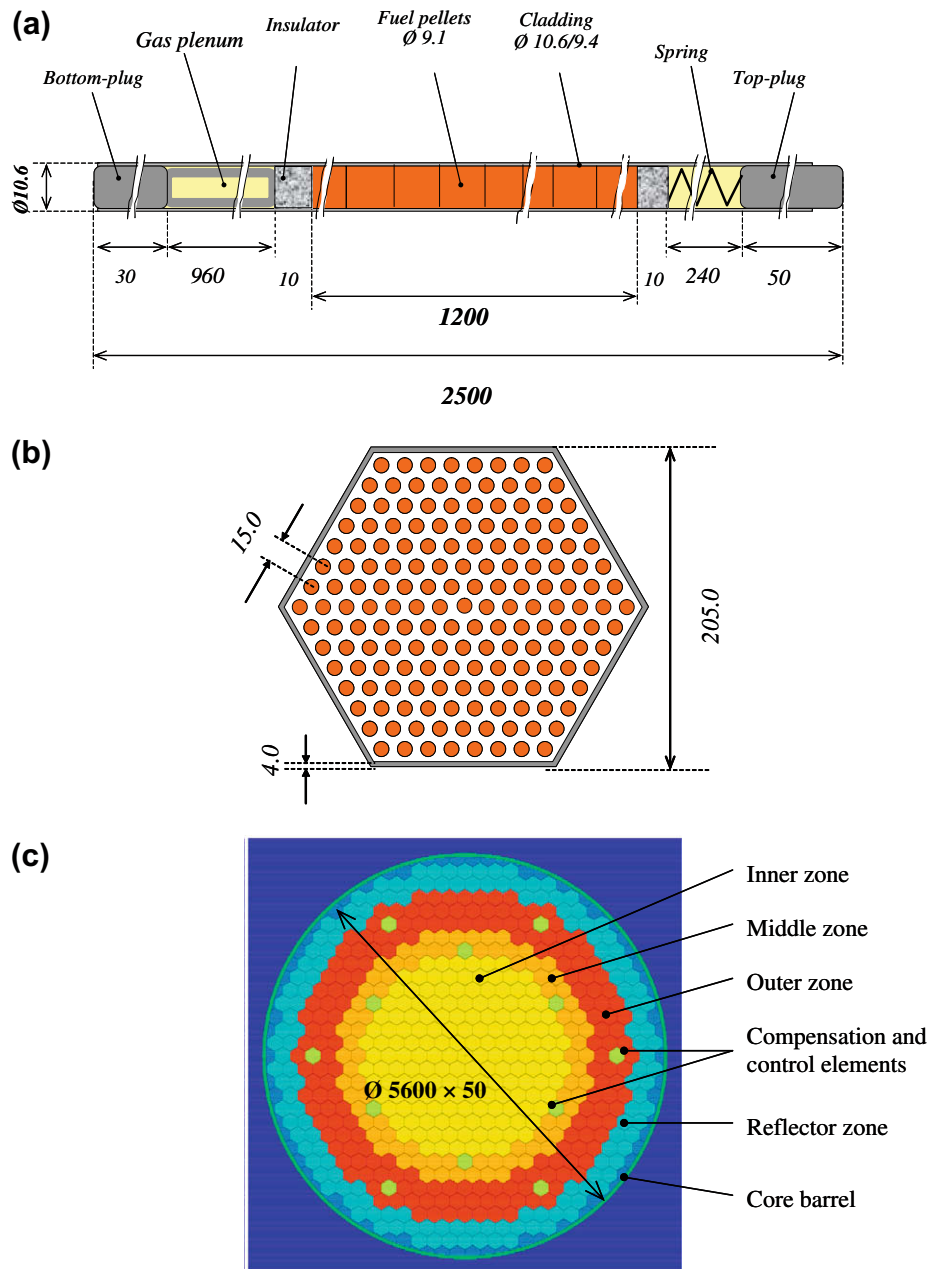 (a)
Insulator
Fuel pellets
Ø 9.1
Cladding
Ø 10.6/9.4
Gas plenum
Spring
Bottom-plug
Top-plug
Ø10.6
30
960
10
1200
10
240
50
2500
(b)
15.0
205.0
4.0
(c)
Inner zone
Middle zone
Outer zone
Compensation and
control elements
Ø 5600 × 50
Reflector zone
Core barrel